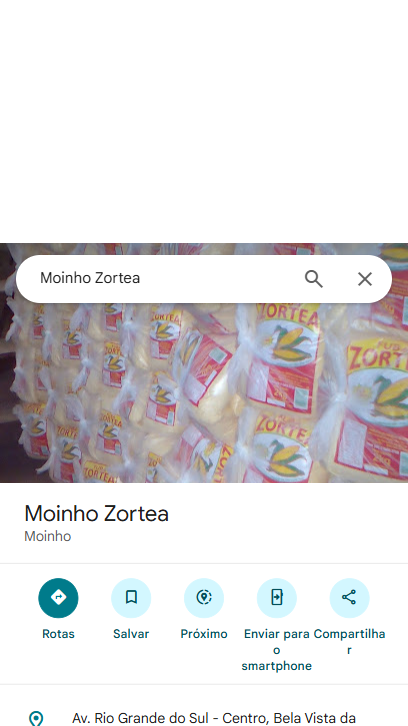 Moinho Zortea
ZORTEA
ZORTEA
ZORTEA
Moinho Zortea
Moinho
Rotas
Salvar
Próximo
Enviar para
o
smartphone
Compartilha
r
Av. Rio Grande do Sul - Centro, Bela Vista da